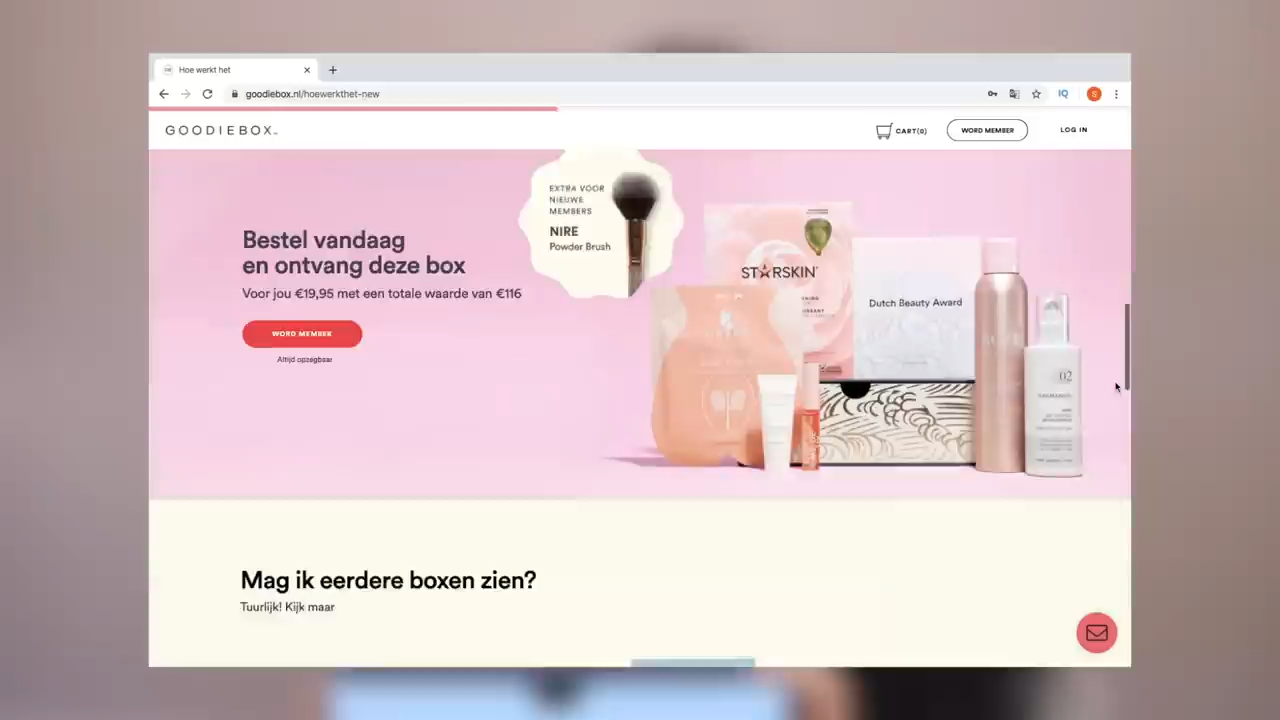 Hoe werkt het
goodiebox.nl/hoewerkthet-new
IQ
S
GOODIEBOX
CART(0)
WORD MEMBER
LOG IN
EXTRA VOOR
NIEUWE
MEMBERS
NIRE
Powder Brush
Bestel vandaag
en ontvang deze box
Voor jou €19,95 met een totale waarde van €116
WORD MEMBER
Altijd opzegbaar
STARSKIN
Dutch Beauty Award
02
Mag ik eerdere boxen zien?
Tuurlijk! Kijk maar